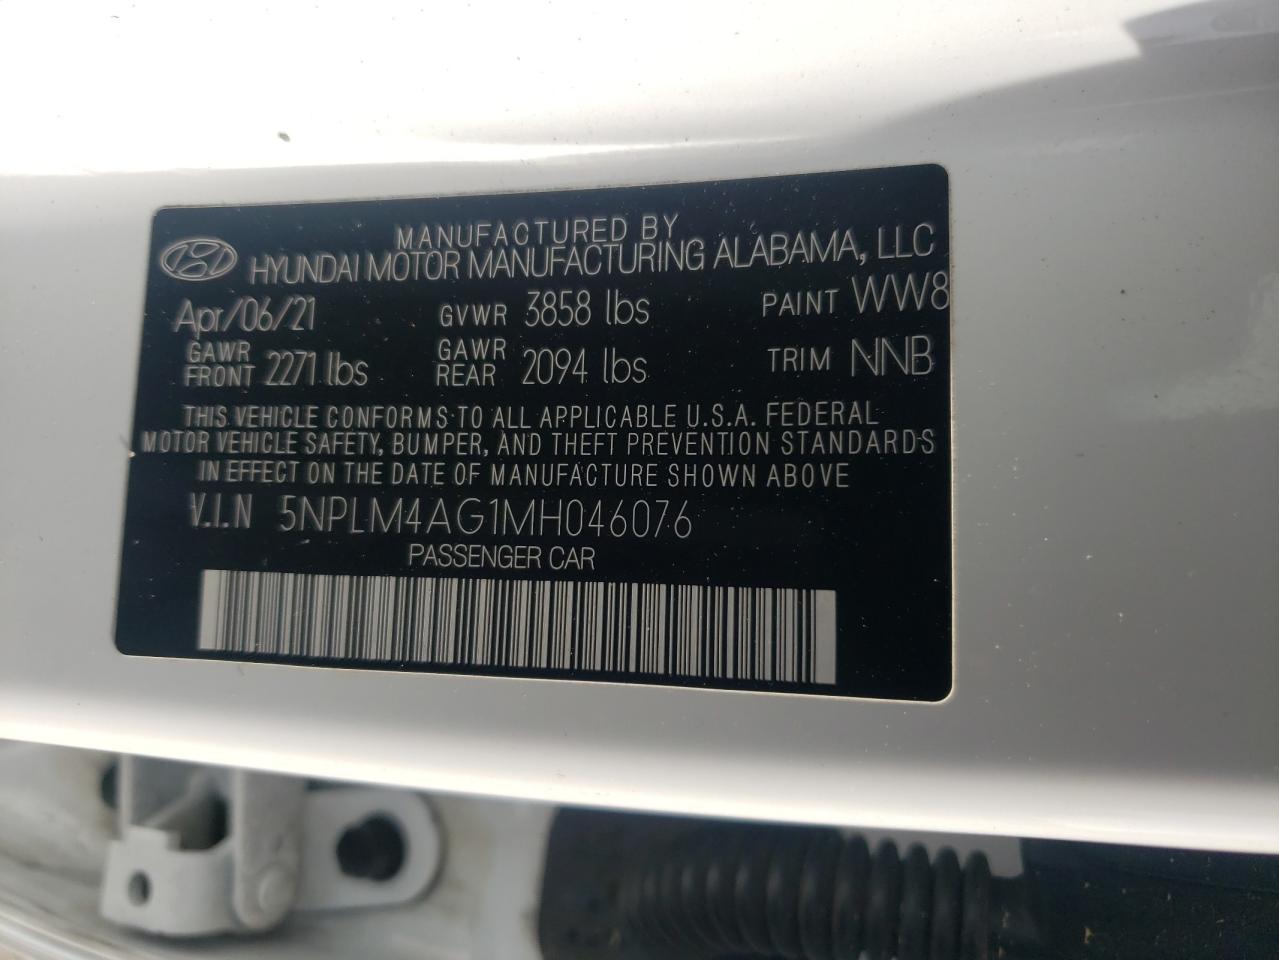 MANUFACTURED BY
HYUNDAI MOTOR MANUFACTURING ALABAMA, LLC
Apr/06/21 GVWR 3858 lbs PAINT WW8
GAWR FRONT 2271 lbs GAWR REAR 2094 lbs TRIM NNB
THIS VEHICLE CONFORMS TO ALL APPLICABLE U.S.A. FEDERAL
MOTOR VEHICLE SAFETY, BUMPER, AND THEFT PREVENTION STANDARDS
IN EFFECT ON THE DATE OF MANUFACTURE SHOWN ABOVE
V.I.N 5NPLM4AG1MH046076
PASSENGER CAR